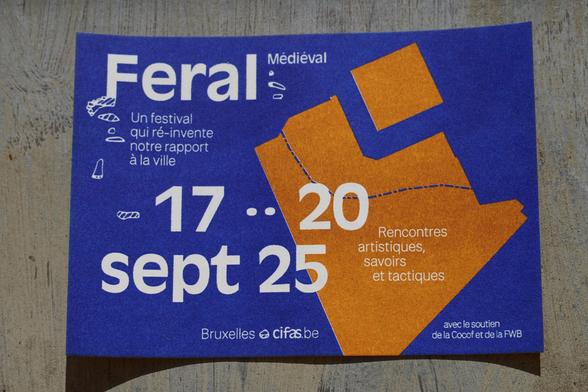 Feral Médiéval
Un festival
qui ré-invente
notre rapport
à la ville
17 ·· 20
sept 25
Rencontres
artistiques,
savoirs
et tactiques
Bruxelles cifas.be
avec le soutien
de la Cocof et de la FWB